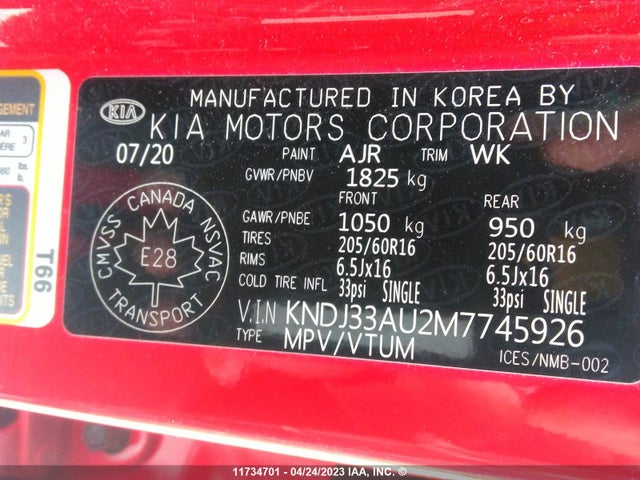 MANUFACTURED IN KOREA BY
KIA KIA MOTORS CORPORATION
07/20 PAINT AJR TRIM WK
GVWR/PNBV 1825 kg
FRONT REAR
GAWR/PNBE 1050 kg 950 kg
TIRES 205/60R16 205/60R16
RIMS 6.5Jx16 6.5Jx16
COLD TIRE INFL 33psi SINGLE 33psi SINGLE
V.I.N KNDJ33AU2M7745926
TYPE MPV/VTUM
ICES/NMB-002
CANADA
CMVSS NSVAC
E28
TRANSPORT
T66
11734701 - 04/24/2023 IAA, INC. ©